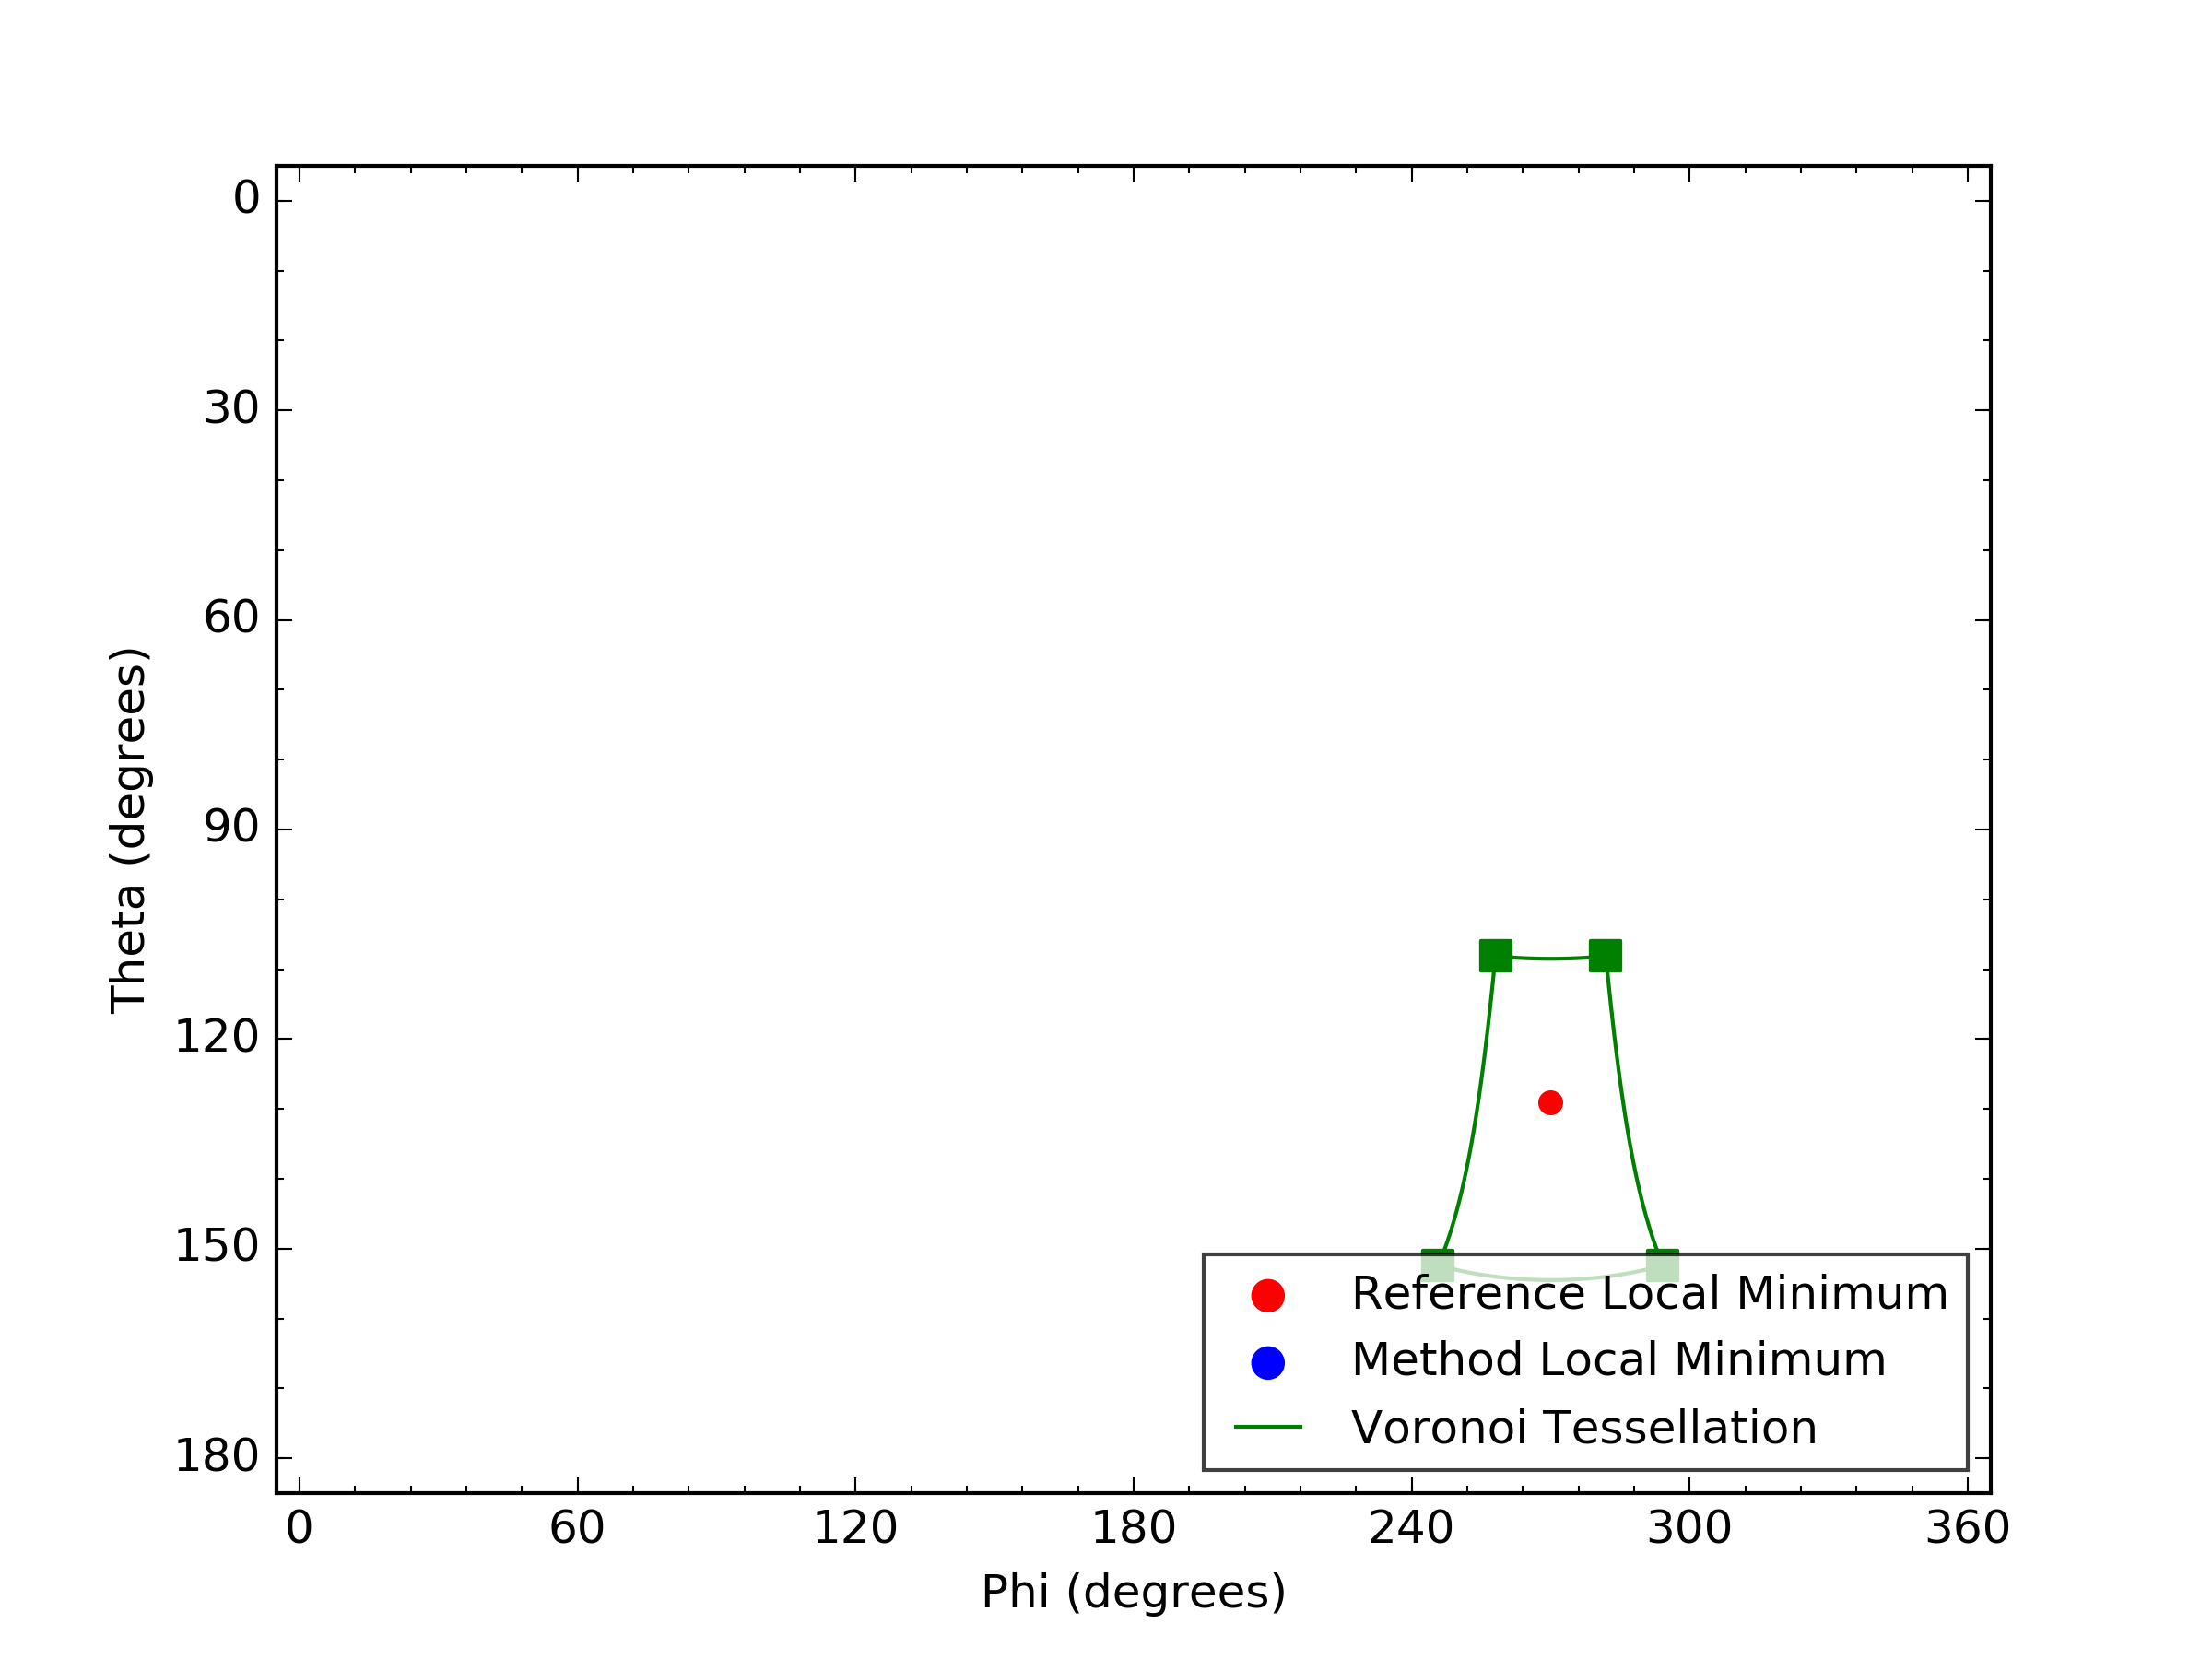 0
30
60
90
120
150
180
Theta (degrees)
Reference Local Minimum
Method Local Minimum
Voronoi Tessellation
0 60 120 180 240 300 360
Phi (degrees)